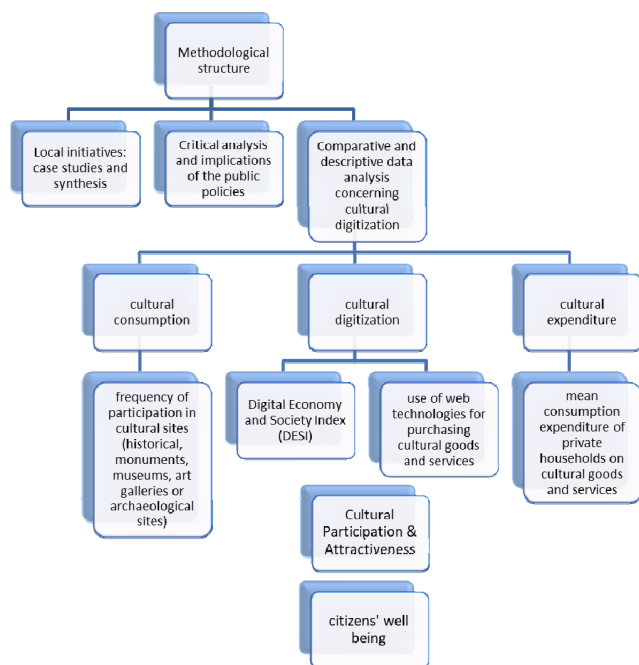 Methodological
structure
Local initiatives:
case studies and
synthesis
Critical analysis
and implications
of the public
policies
Comparative and
descriptive data
analysis
concerning
cultural
digitization
cultural
consumption
cultural
digitization
cultural
expenditure
frequency of
participation in
cultural sites
(historical,
monuments,
museums, art
galleries or
archaeological
sites)
Digital Economy
and Society Index
(DESI)
use of web
technologies for
purchasing
cultural goods
and services
mean
consumption
expenditure of
private
households on
cultural goods
and services
Cultural
Participation &
Attractiveness
citizens' well
being